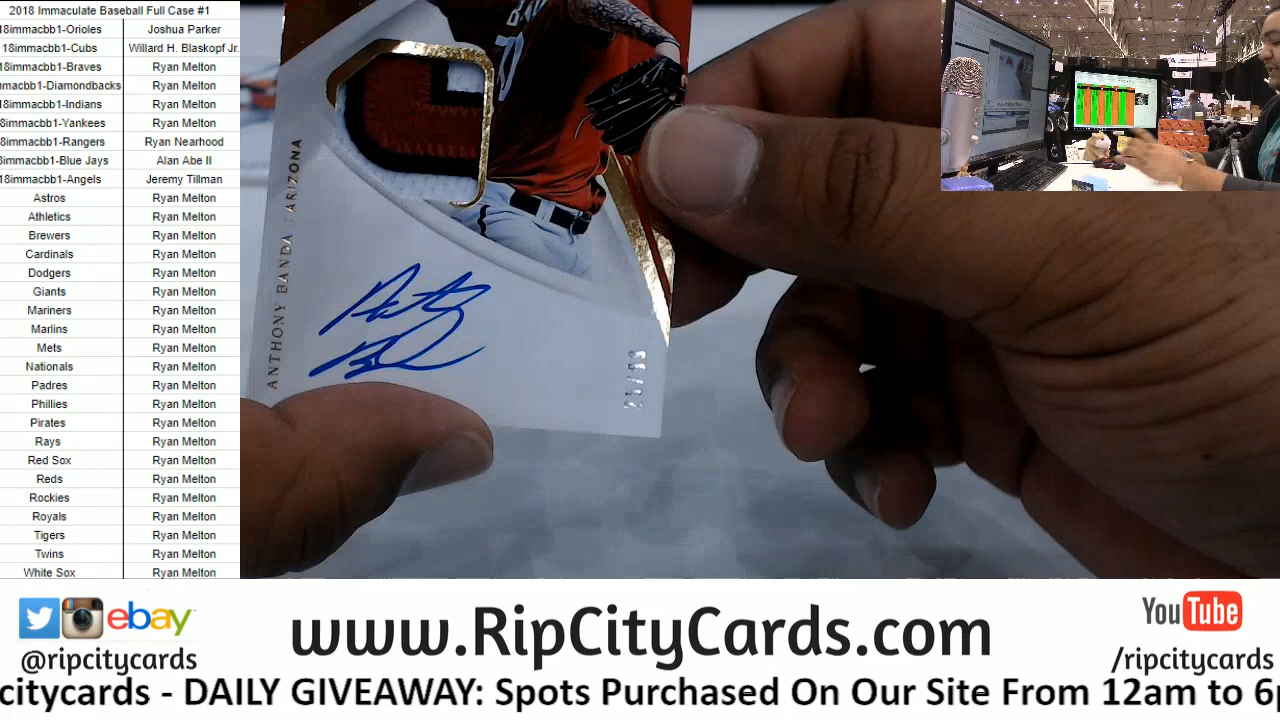 2018 Immaculate Baseball Full Case #1
18immacbb1-Orioles Joshua Parker
18immacbb1-Cubs Willard H. Blaskopf Jr.
18immacbb1-Braves Ryan Melton
mmacbb1-Diamondbacks Ryan Melton
18immacbb1-Indians Ryan Melton
8immacbb1-Yankees Ryan Melton
8immacbb1-Rangers Ryan Nearhood
8immacbb1-Blue Jays Alan Abe II
18immacbb1-Angels Jeremy Tillman
Astros Ryan Melton
Athletics Ryan Melton
Brewers Ryan Melton
Cardinals Ryan Melton
Dodgers Ryan Melton
Giants Ryan Melton
Mariners Ryan Melton
Marlins Ryan Melton
Mets Ryan Melton
Nationals Ryan Melton
Padres Ryan Melton
Phillies Ryan Melton
Pirates Ryan Melton
Rays Ryan Melton
Red Sox Ryan Melton
Reds Ryan Melton
Rockies Ryan Melton
Royals Ryan Melton
Tigers Ryan Melton
Twins Ryan Melton
White Sox Ryan Melton
ANTHONY BANDA | ARIZONA
ebay
@ripcitycards
www.RipCityCards.com
YouTube
/ripcitycards
citycards - DAILY GIVEAWAY: Spots Purchased On Our Site From 12am to 6p